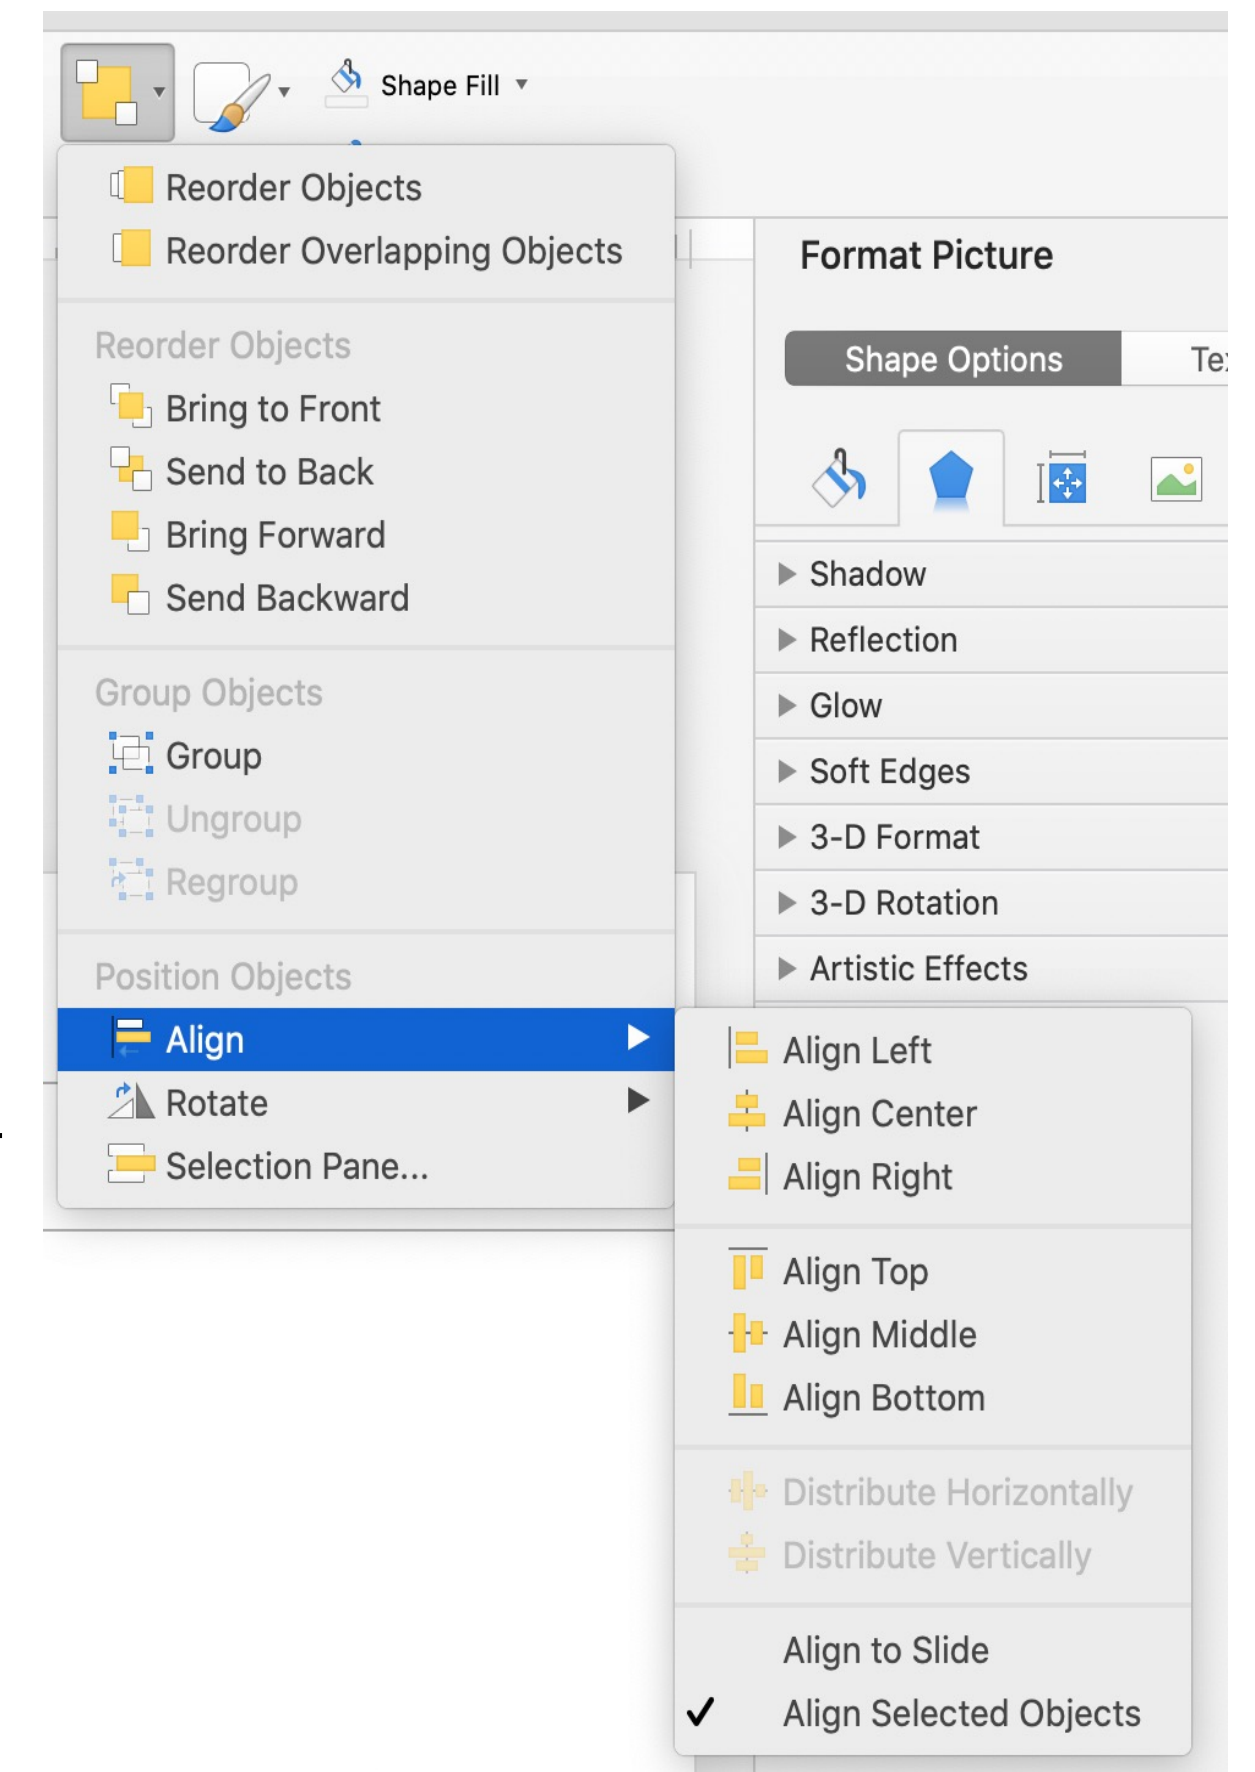 Shape Fill
Reorder Objects
Reorder Overlapping Objects
Reorder Objects
Bring to Front
Send to Back
Bring Forward
Send Backward
Group Objects
Group
Ungroup
Regroup
Position Objects
Align
Rotate
Selection Pane...
Format Picture
Shape Options
Shadow
Reflection
Glow
Soft Edges
3-D Format
3-D Rotation
Artistic Effects
Align Left
Align Center
Align Right
Align Top
Align Middle
Align Bottom
Distribute Horizontally
Distribute Vertically
Align to Slide
Align Selected Objects